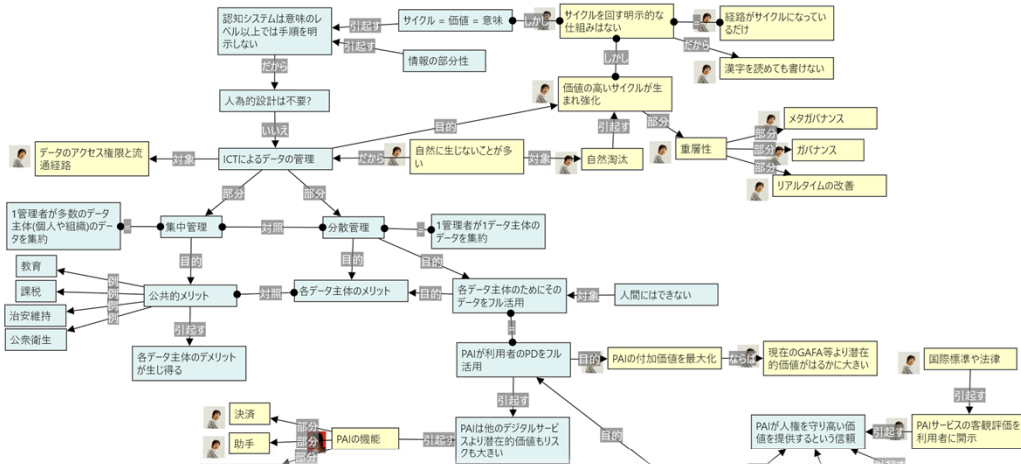 認知システムは意味のレ
ベル以上では手順を明
示しない
引起す
サイクル = 価値 = 意味
しかし
サイクルを回す明示的な
仕組みはない
=
経路がサイクルになってい
るだけ
引起す
情報の部分性
だから
漢字を読めても書けない
だから
しかし
人為的設計は不要?
価値の高いサイクルが生
まれ強化
いいえ
目的
引起す
部分
メタガバナンス
データのアクセス権限と流
通経路
対象
ICTによるデータの管理
だから
自然に生じないことが多
い
対象
自然淘汰
重層性
部分
部分
ガバナンス
部分
リアルタイムの改善
部分
部分
1管理者が多数のデータ
主体(個人や組織)のデー
タを集約
=
集中管理
対照
分散管理
=
1管理者が1データ主体の
データを集約
目的
目的
目的
教育
例
課税
例
治安維持
例
公衆衛生
例
公共的メリット
対照
各データ主体のメリット
目的
各データ主体のためにその
データをフル活用
対象
人間にはできない
引起す
=
各データ主体のデメリット
が生じ得る
PAIが利用者のPDをフル
活用
目的
PAIの付加価値を最大化
ならば
現在のGAFA等より潜在
的価値がはるかに大きい
国際標準や法律
引起す
引起す
決済
部分
助手
部分
部分
PAIの機能
引起す
PAIは他のデジタルサービ
スより潜在的価値もリス
クも大きい
目的
PAIが人権を守り高い価
値を提供するという信頼
引起す
PAIサービスの客観評価を
利用者に開示